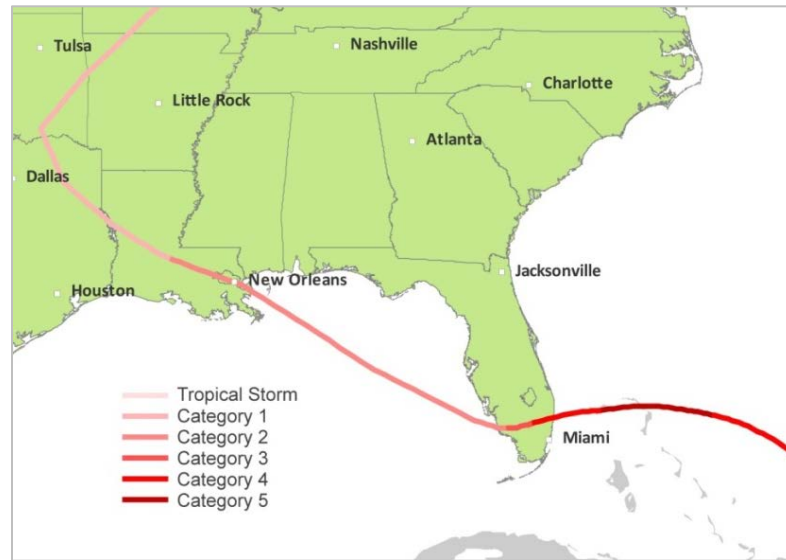 Tulsa
Nashville
Charlotte
Little Rock
Atlanta
Dallas
Jacksonville
New Orleans
Houston
Tropical Storm
Category 1
Category 2
Miami
Category 3
Category 4
Category 5